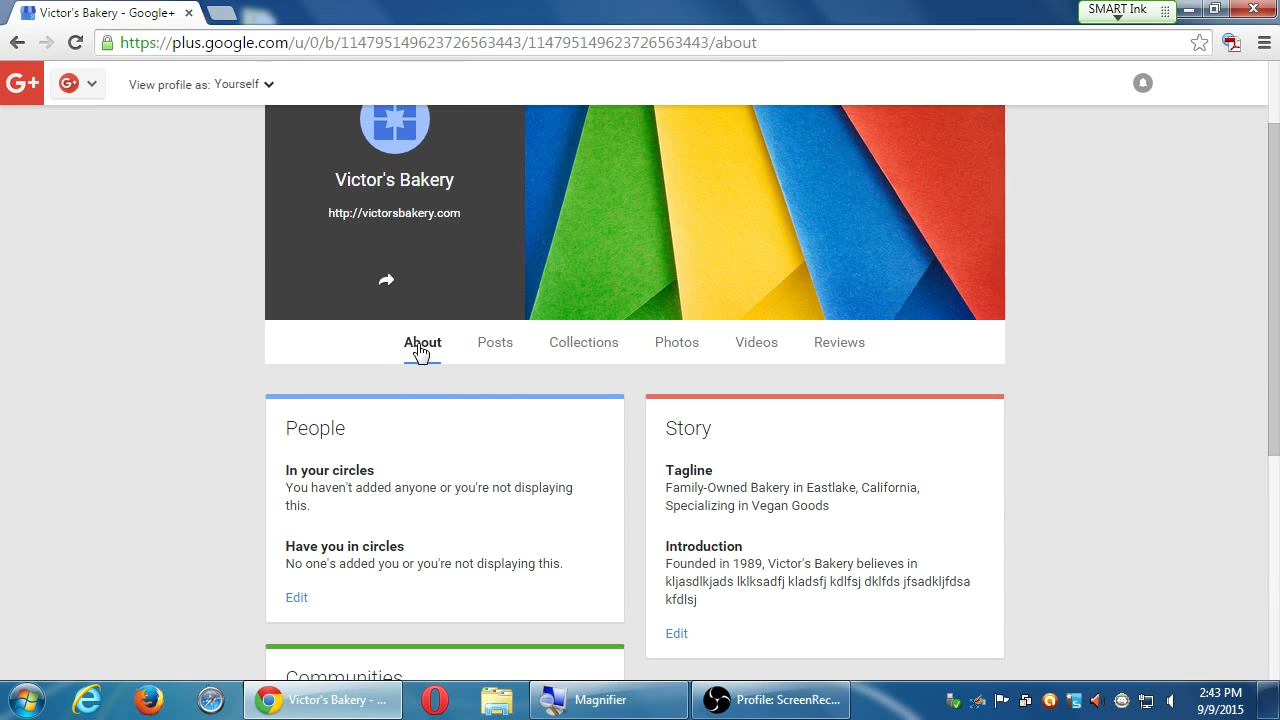 Victor's Bakery - Google+
SMART Ink
https://plus.google.com/u/0/b/114795149623726563443/114795149623726563443/about
G+
G+
View profile as: Yourself
Victor's Bakery
http://victorsbakery.com
About Posts Collections Photos Videos Reviews
People
In your circles
You haven't added anyone or you're not displaying
this.
Have you in circles
No one's added you or you're not displaying this.
Edit
Story
Tagline
Family-Owned Bakery in Eastlake, California,
Specializing in Vegan Goods
Introduction
Founded in 1989, Victor's Bakery believes in
kljasdlkjads lklksadfj kladsfj kdlfsj dklfds jfsadkljfdsa
kfdlsj
Edit
Communities
Victor's Bakery - ...
Magnifier
Profile: ScreenRec...
2:43 PM
9/9/2015